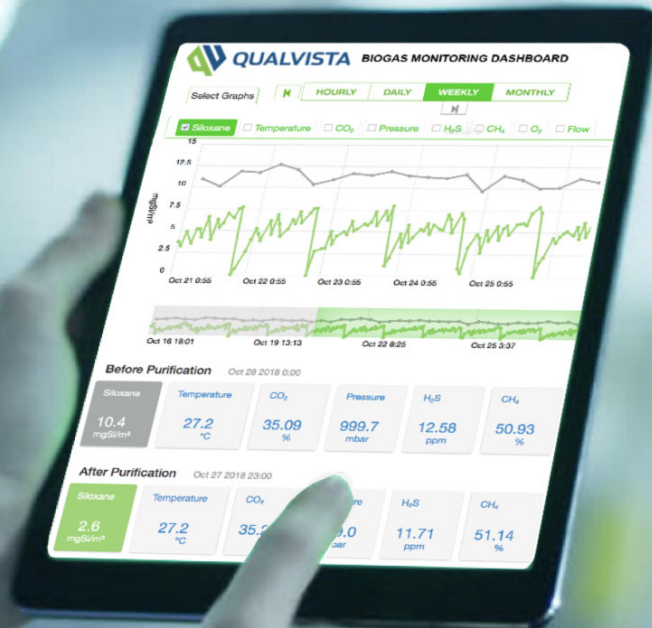 QUALVISTA BIOGAS MONITORING DASHBOARD
Select Graphs HOURLY DAILY WEEKLY MONTHLY
Siloxane Temperature CO₂ Pressure H₂S CH₄ O₂ Flow
15
12.5
10
7.5
5
2.5
0
mgSi/m³
Oct 21 0:55 Oct 22 0:55 Oct 23 0:55 Oct 24 0:55 Oct 25 0:55
Oct 16 18:01 Oct 19 13:13 Oct 22 8:25 Oct 25 3:37
Before Purification Oct 28 2018 0:00
Siloxane Temperature CO₂ Pressure H₂S CH₄
10.4 27.2 35.09 999.7 12.58 50.93
mgSi/m³ °C % mbar ppm %
After Purification Oct 27 2018 23:00
Siloxane Temperature CO₂ H₂S CH₄
2.6 27.2 11.71 51.14
mgSi/m³ °C ppm %